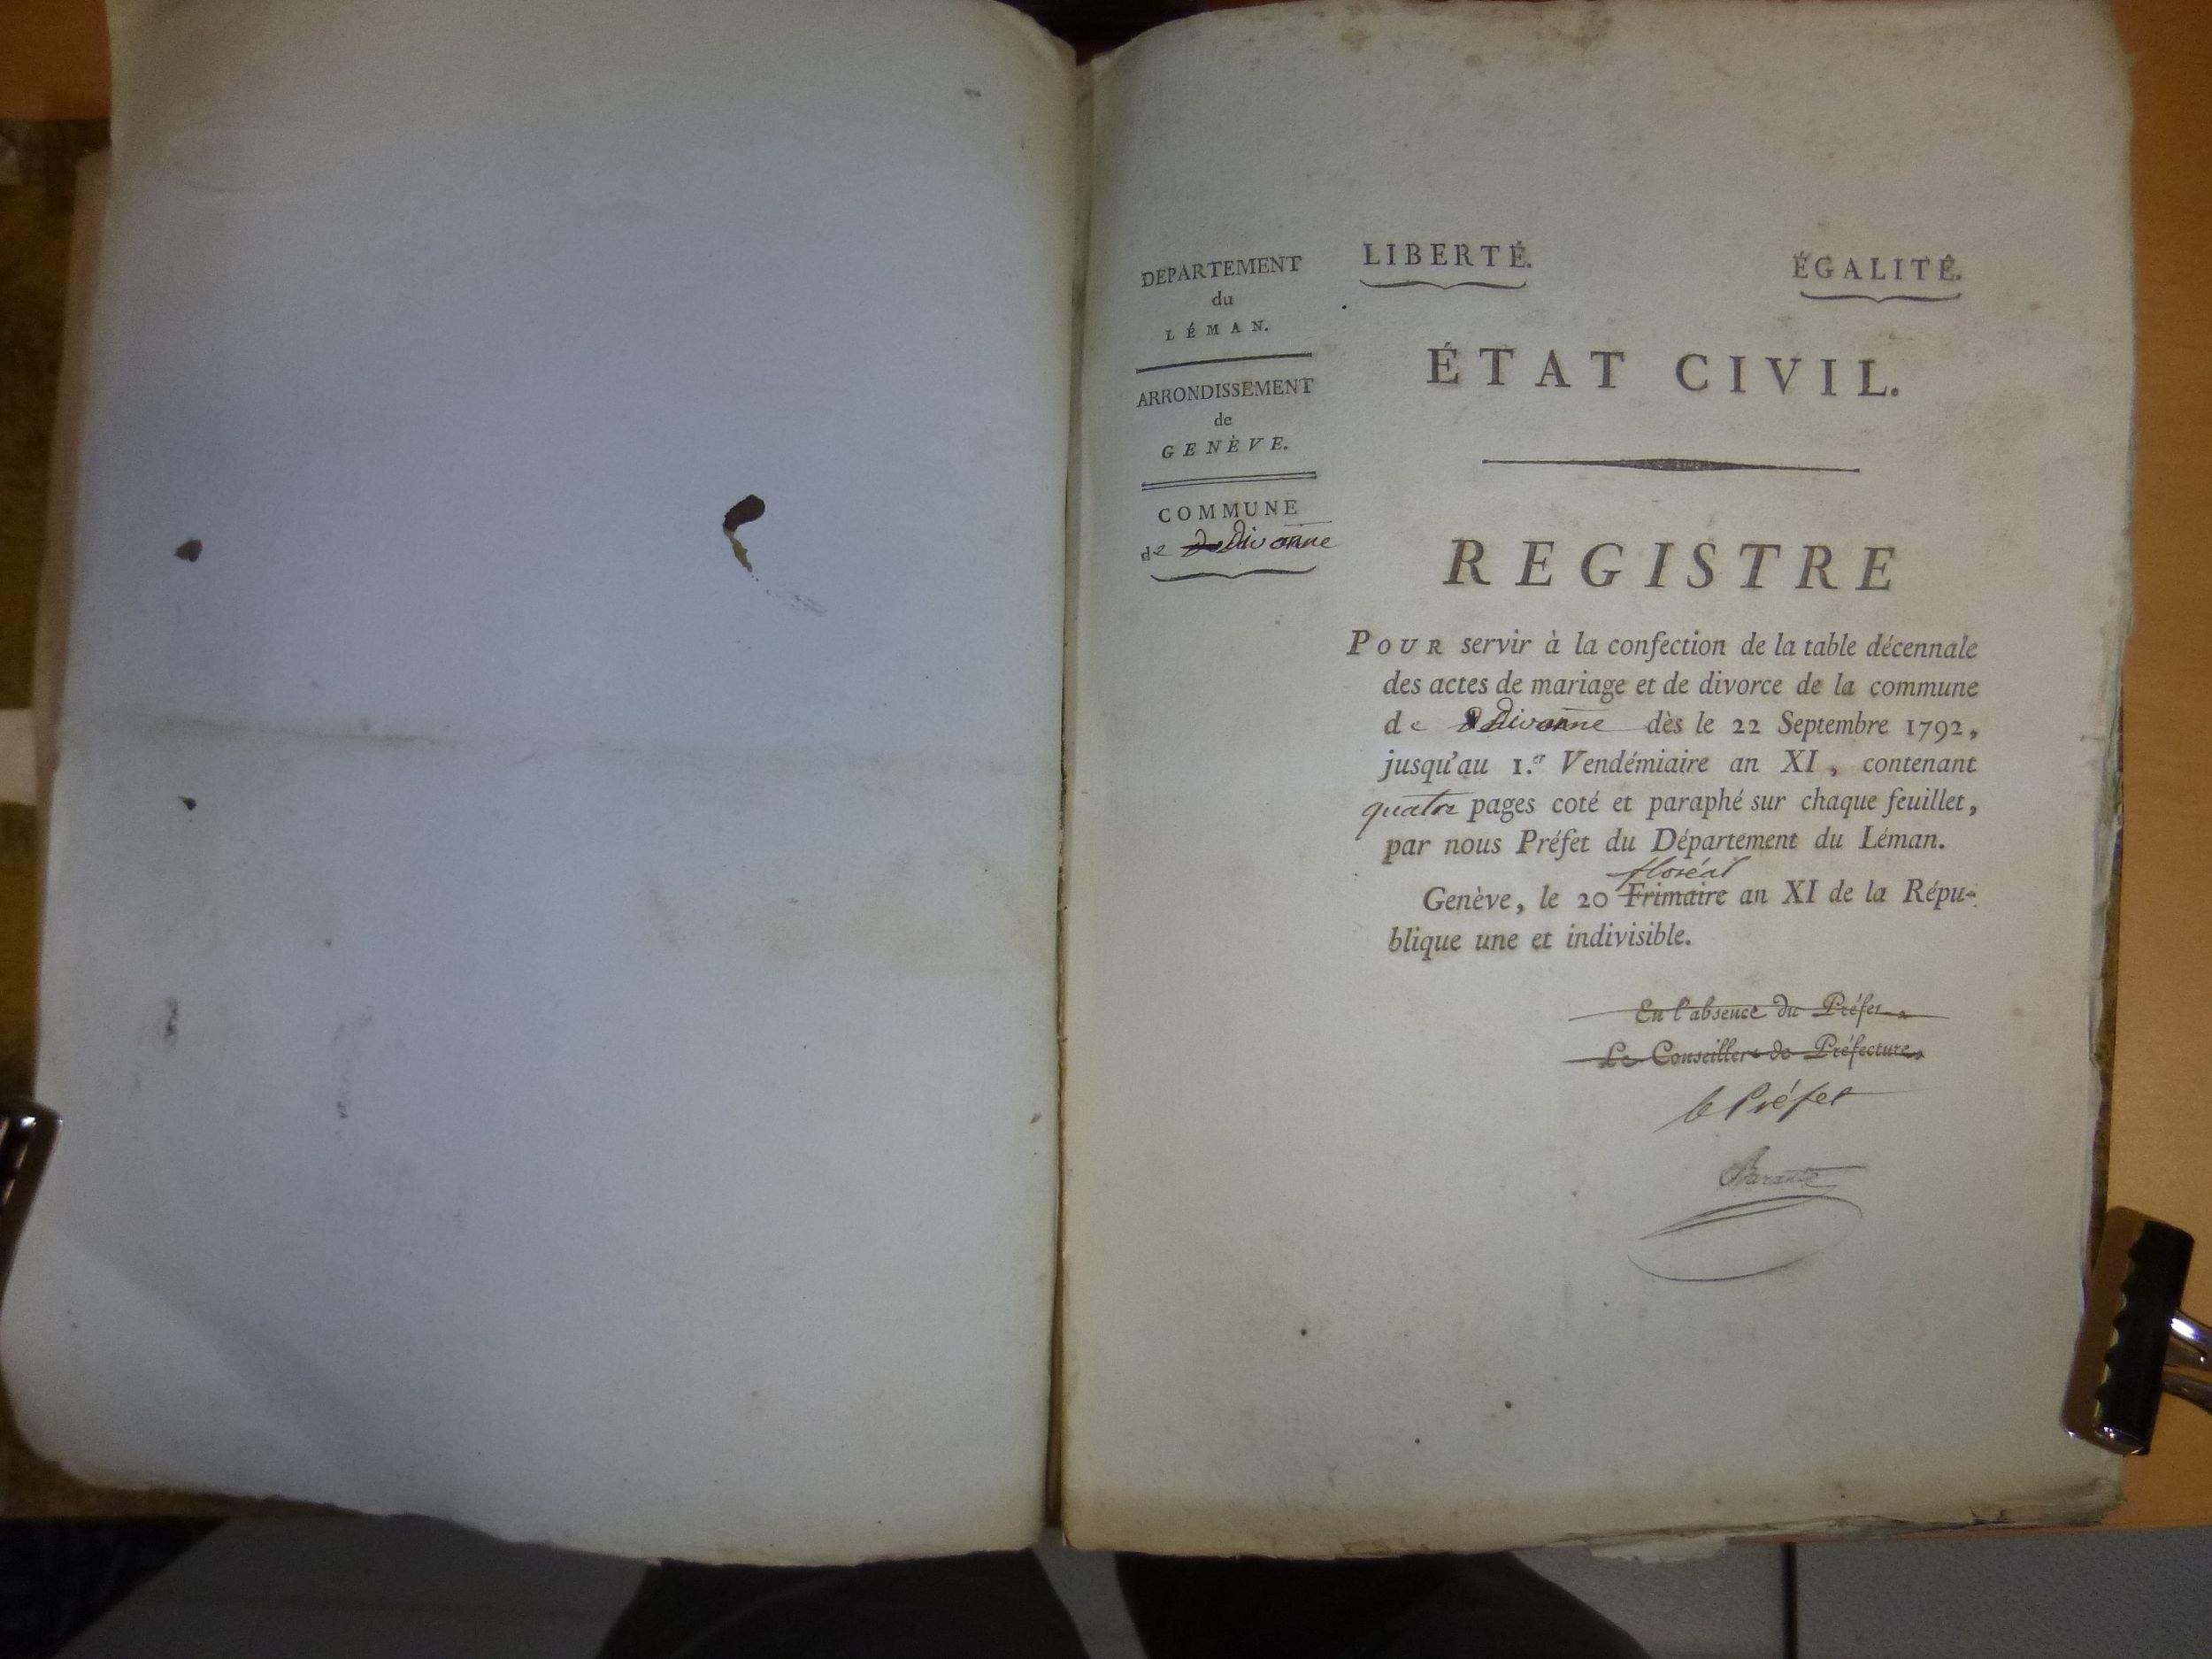 DEPARTEMENT
du
LÉMAN.
ARRONDISSEMENT
de
GENÈVE.
COMMUNE
de Divonne
LIBERTÉ. ÉGALITÉ.
ÉTAT CIVIL.
REGISTRE
POUR servir à la confection de la table décennale
des actes de mariage et de divorce de la commune
de Divonne dès le 22 Septembre 1792,
jusqu'au 1.er Vendémiaire an XI, contenant
quatre pages coté et paraphé sur chaque feuillet,
par nous Préfet du Département du Léman.
floréal
Genève, le 20 Frimaire an XI de la Répu-
blique une et indivisible.
En l'absence du Préfet
Le Conseiller de Préfecture
le Préfet
Barante